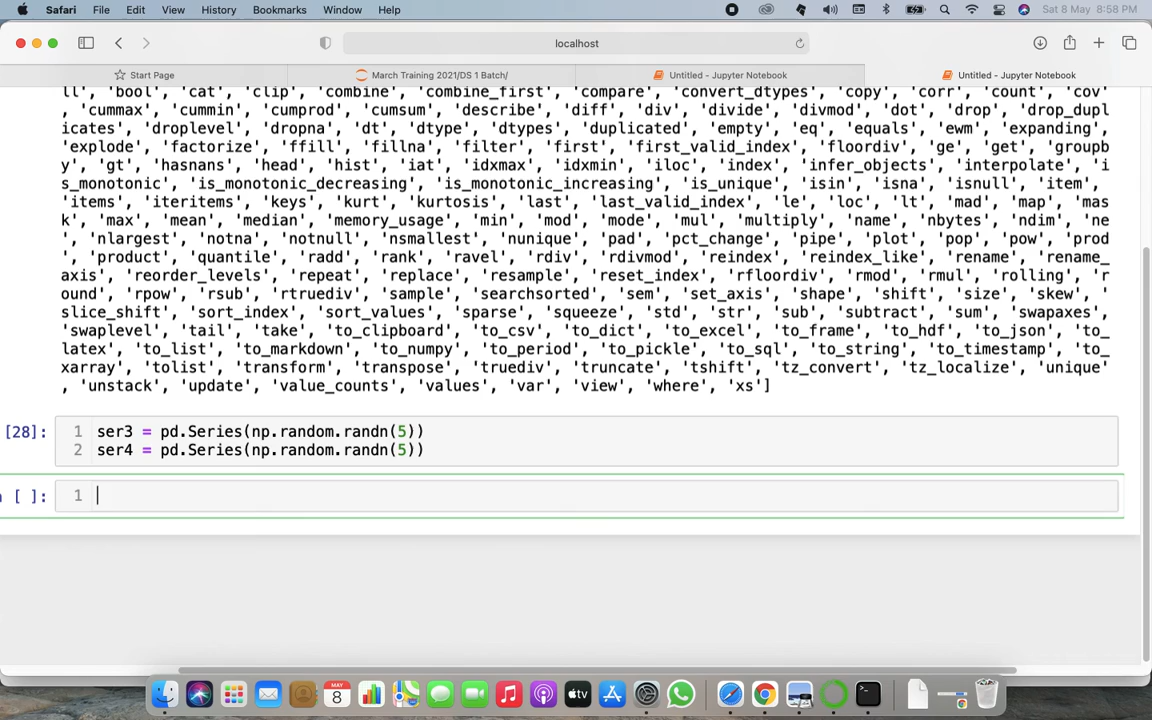 Safari File Edit View History Bookmarks Window Help Sat 8 May 8:58 PM
localhost
Start Page March Training 2021/DS 1 Batch/ Untitled - Jupyter Notebook Untitled - Jupyter Notebook
ll', 'bool', 'cat', 'clip', 'combine', 'combine_first', 'compare', 'convert_dtypes', 'copy', 'corr', 'count', 'cov'
, 'cummax', 'cummin', 'cumprod', 'cumsum', 'describe', 'diff', 'div', 'divide', 'divmod', 'dot', 'drop', 'drop_dupl
icates', 'droplevel', 'dropna', 'dt', 'dtype', 'dtypes', 'duplicated', 'empty', 'eq', 'equals', 'ewm', 'expanding',
'explode', 'factorize', 'ffill', 'fillna', 'filter', 'first', 'first_valid_index', 'floordiv', 'ge', 'get', 'groupb
y', 'gt', 'hasnans', 'head', 'hist', 'iat', 'idxmax', 'idxmin', 'iloc', 'index', 'infer_objects', 'interpolate', 'i
s_monotonic', 'is_monotonic_decreasing', 'is_monotonic_increasing', 'is_unique', 'isin', 'isna', 'isnull', 'item',
'items', 'iteritems', 'keys', 'kurt', 'kurtosis', 'last', 'last_valid_index', 'le', 'loc', 'lt', 'mad', 'map', 'mas
k', 'max', 'mean', 'median', 'memory_usage', 'min', 'mod', 'mode', 'mul', 'multiply', 'name', 'nbytes', 'ndim', 'ne
', 'nlargest', 'notna', 'notnull', 'nsmallest', 'nunique', 'pad', 'pct_change', 'pipe', 'plot', 'pop', 'pow', 'prod
', 'product', 'quantile', 'radd', 'rank', 'ravel', 'rdiv', 'rdivmod', 'reindex', 'reindex_like', 'rename', 'rename_
axis', 'reorder_levels', 'repeat', 'replace', 'resample', 'reset_index', 'rfloordiv', 'rmod', 'rmul', 'rolling', 'r
ound', 'rpow', 'rsub', 'rtruediv', 'sample', 'searchsorted', 'sem', 'set_axis', 'shape', 'shift', 'size', 'skew', '
slice_shift', 'sort_index', 'sort_values', 'sparse', 'squeeze', 'std', 'str', 'sub', 'subtract', 'sum', 'swapaxes',
'swaplevel', 'tail', 'take', 'to_clipboard', 'to_csv', 'to_dict', 'to_excel', 'to_frame', 'to_hdf', 'to_json', 'to_
latex', 'to_list', 'to_markdown', 'to_numpy', 'to_period', 'to_pickle', 'to_sql', 'to_string', 'to_timestamp', 'to_
xarray', 'tolist', 'transform', 'transpose', 'truediv', 'truncate', 'tshift', 'tz_convert', 'tz_localize', 'unique'
, 'unstack', 'update', 'value_counts', 'values', 'var', 'view', 'where', 'xs']
[28]: 1 ser3 = pd.Series(np.random.randn(5))
2 ser4 = pd.Series(np.random.randn(5))
[ ]: 1
MAY
8
tv